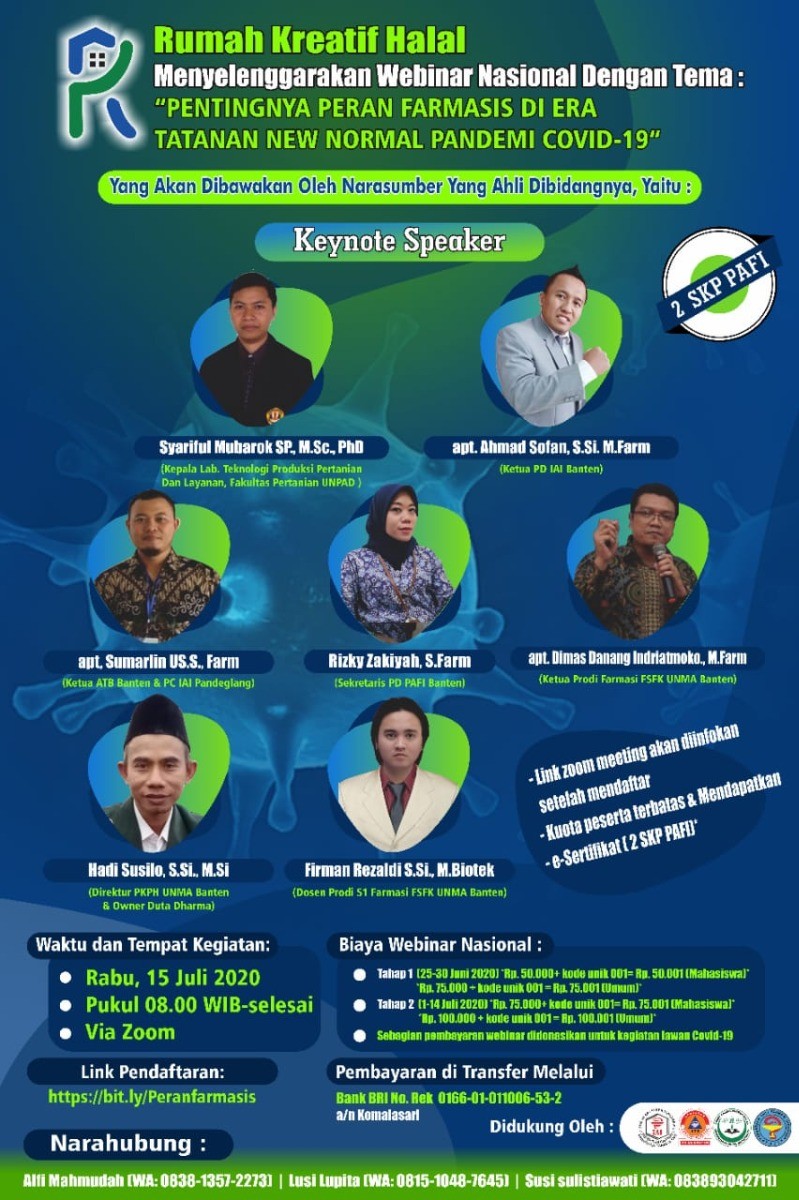 Rumah Kreatif Halal
Menyelenggarakan Webinar Nasional Dengan Tema :
"PENTINGNYA PERAN FARMASIS DI ERA
TATANAN NEW NORMAL PANDEMI COVID-19"
Yang Akan Dibawakan Oleh Narasumber Yang Ahli Dibidangnya, Yaitu :
Keynote Speaker
2 SKP PAFI
Syariful Mubarok SP., M.Sc., PhD
(Kepala Lab. Teknologi Produksi Pertanian
Dan Layanan, Fakultas Pertanian UNPAD )
apt. Ahmad Sofan, S.Si. M.Farm
(Ketua PD IAI Banten)
apt, Sumarlin US.S., Farm
(Ketua ATB Banten & PC IAI Pandeglang)
Rizky Zakiyah, S.Farm
(Sekretaris PD PAFI Banten)
apt. Dimas Danang Indriatmoko., M.Farm
(Ketua Prodi Farmasi FSFK UNMA Banten)
Hadi Susilo, S.Si., M.Si
(Direktur PKPH UNMA Banten
& Owner Duta Dharma)
Firman Rezaldi S.Si., M.Biotek
(Dosen Prodi S1 Farmasi FSFK UNMA Banten)
- Link zoom meeting akan diinfokan
setelah mendaftar
- Kuota peserta terbatas & Mendapatkan
- e-Sertifikat ( 2 SKP PAFI)*
Waktu dan Tempat Kegiatan:
• Rabu, 15 Juli 2020
• Pukul 08.00 WIB-selesai
• Via Zoom
Biaya Webinar Nasional :
• Tahap 1 (25-30 Juni 2020) *Rp. 50.000+ kode unik 001= Rp. 50.001 (Mahasiswa)*
*Rp. 75.000 + kode unik 001 = Rp. 75.001 (Umum)*
• Tahap 2 (1-14 Juli 2020) *Rp. 75.000+ kode unik 001= Rp. 75.001 (Mahasiswa)*
*Rp. 100.000 + kode unik 001 = Rp. 100.001 (Umum)*
• Sebagian pembayaran webinar didonasikan untuk kegiatan lawan Covid-19
Link Pendaftaran:
https://bit.ly/Peranfarmasis
Pembayaran di Transfer Melalui
Bank BRI No. Rek 0166-01-011006-53-2
a/n Komalasari
Didukung Oleh :
Narahubung :
Alfi Mahmudah (WA: 0838-1357-2273) | Lusi Lupita (WA: 0815-1048-7645) | Susi sulistiawati (WA: 083893042711)